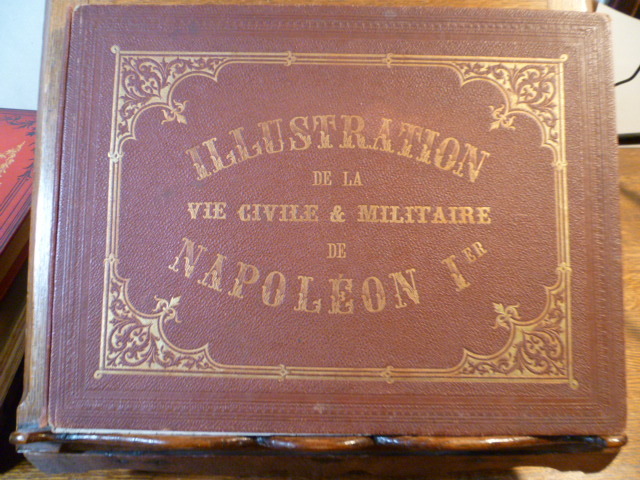 ILLUSTRATION
DE LA
VIE CIVILE & MILITAIRE
DE
NAPOLÉON IER